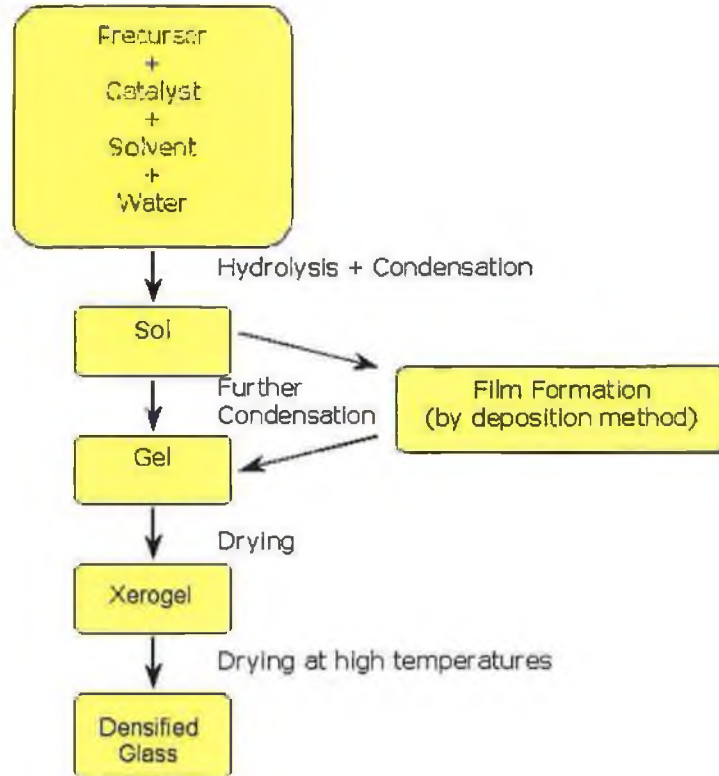 Precursor
+
Catalyst
+
Solvent
+
Water
Hydrolysis + Condensation
Sol
Further
Condensation
Film Formation
(by deposition method)
Gel
Drying
Xerogel
Drying at high temperatures
Densified
Glass